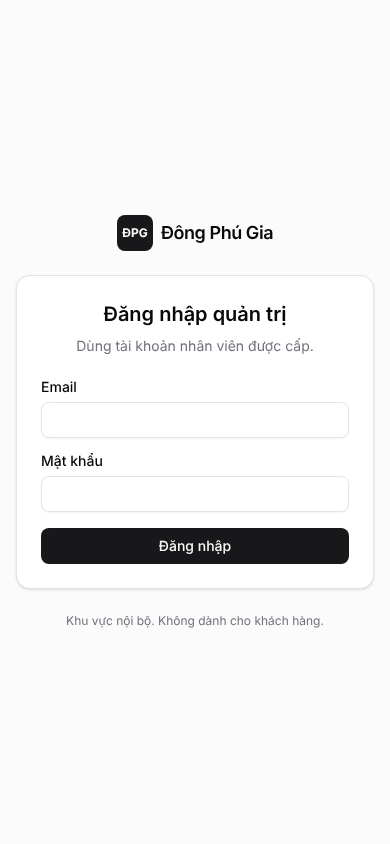 ĐPG Đông Phú Gia
Đăng nhập quản trị
Dùng tài khoản nhân viên được cấp.
Email
Mật khẩu
Đăng nhập
Khu vực nội bộ. Không dành cho khách hàng.